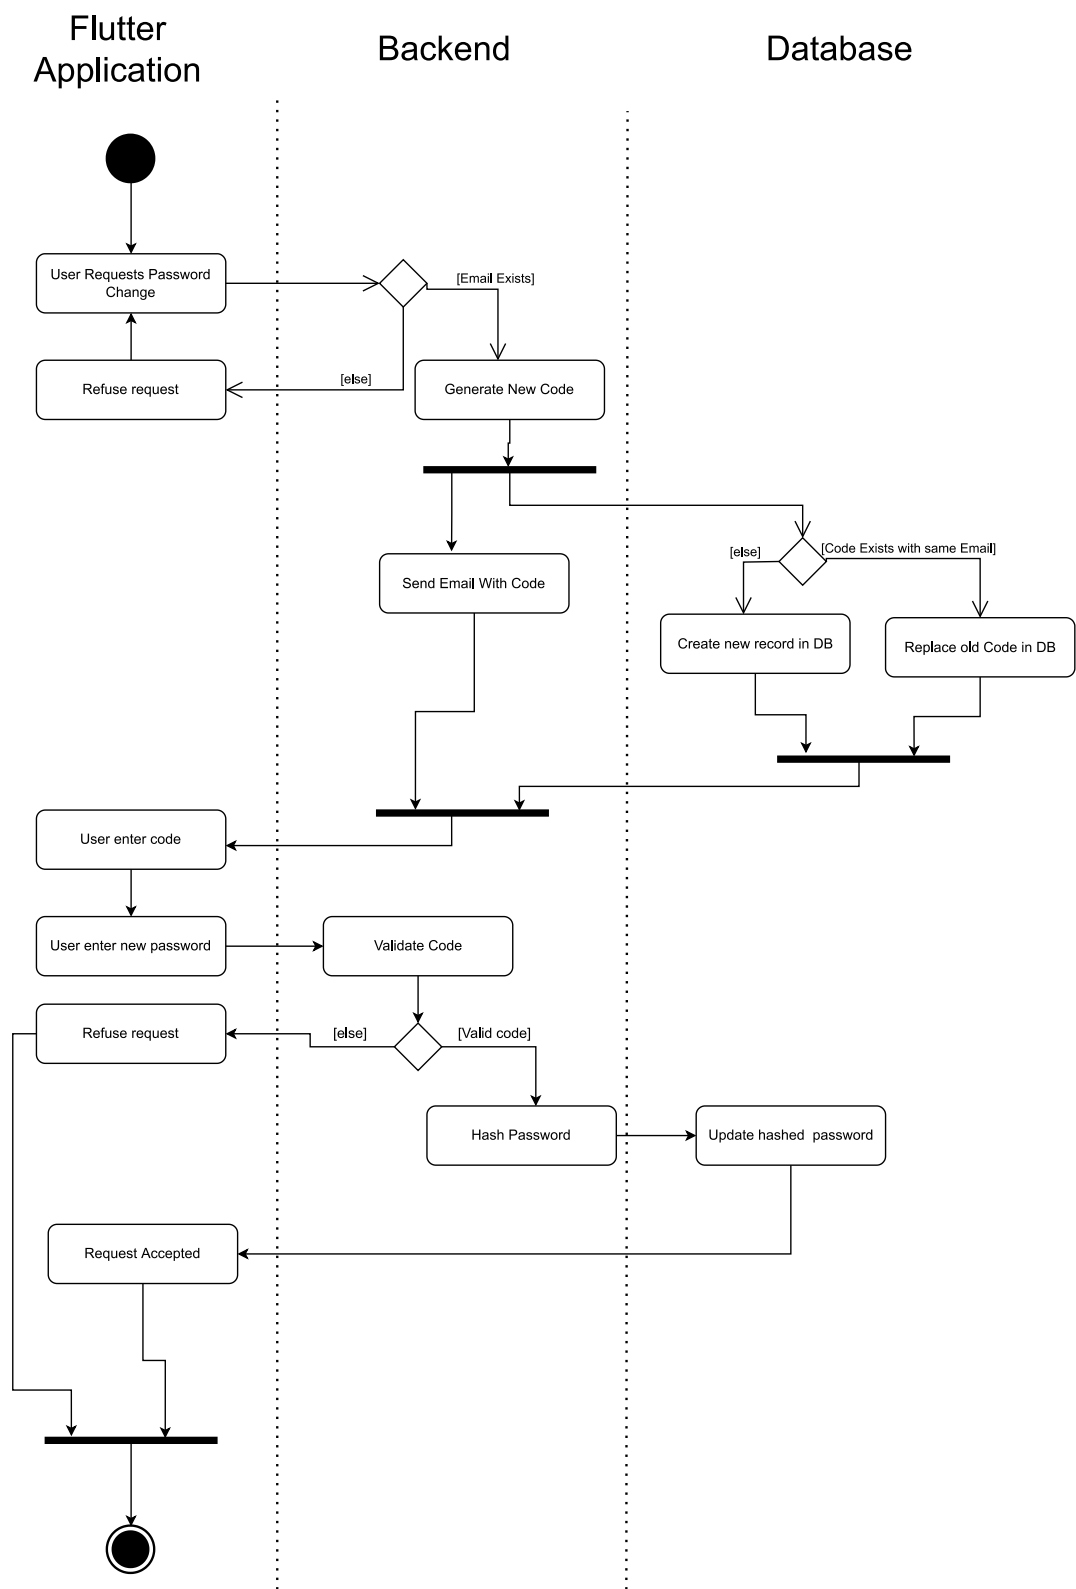 Flutter
Application
Backend
Database
User Requests Password
Change
[Email Exists]
Refuse request
[else]
Generate New Code
[else]
[Code Exists with same Email]
Send Email With Code
Create new record in DB
Replace old Code in DB
User enter code
User enter new password
Validate Code
Refuse request
[else]
[Valid code]
Hash Password
Update hashed  password
Request Accepted